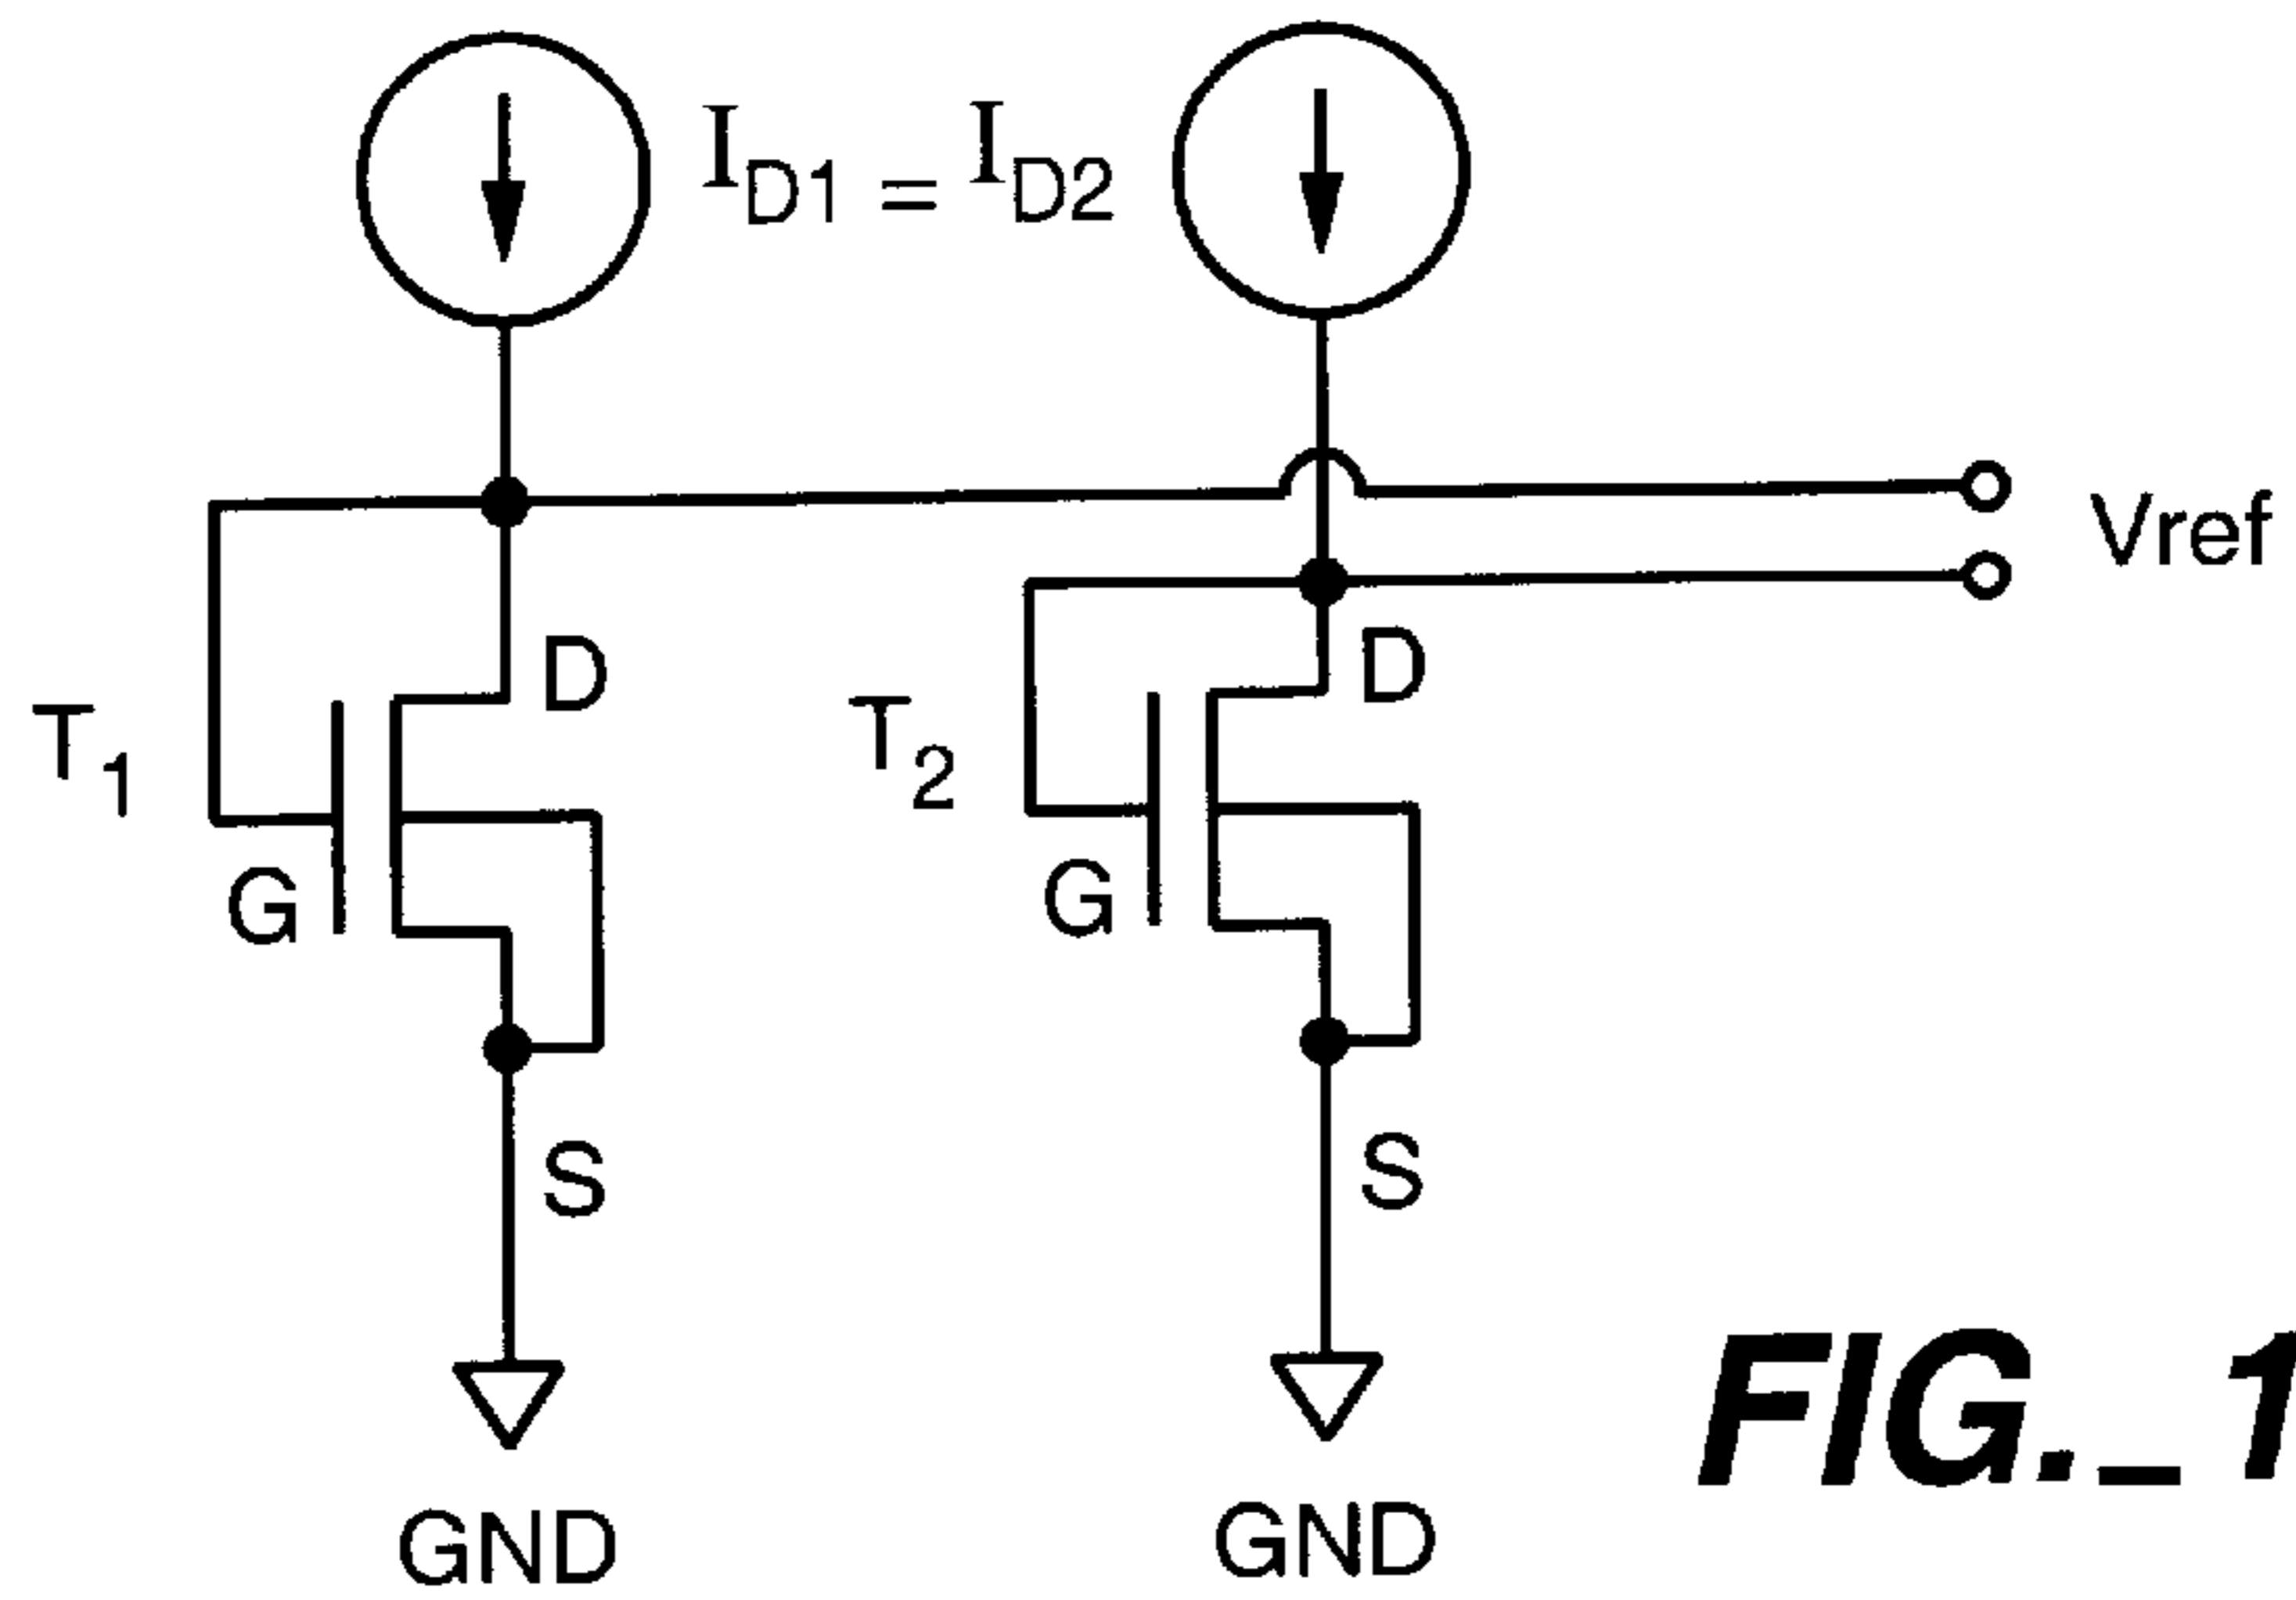 I_D1 = I_D2
Vref
D
D
T_1
T_2
G
G
S
S
GND
GND
FIG._1